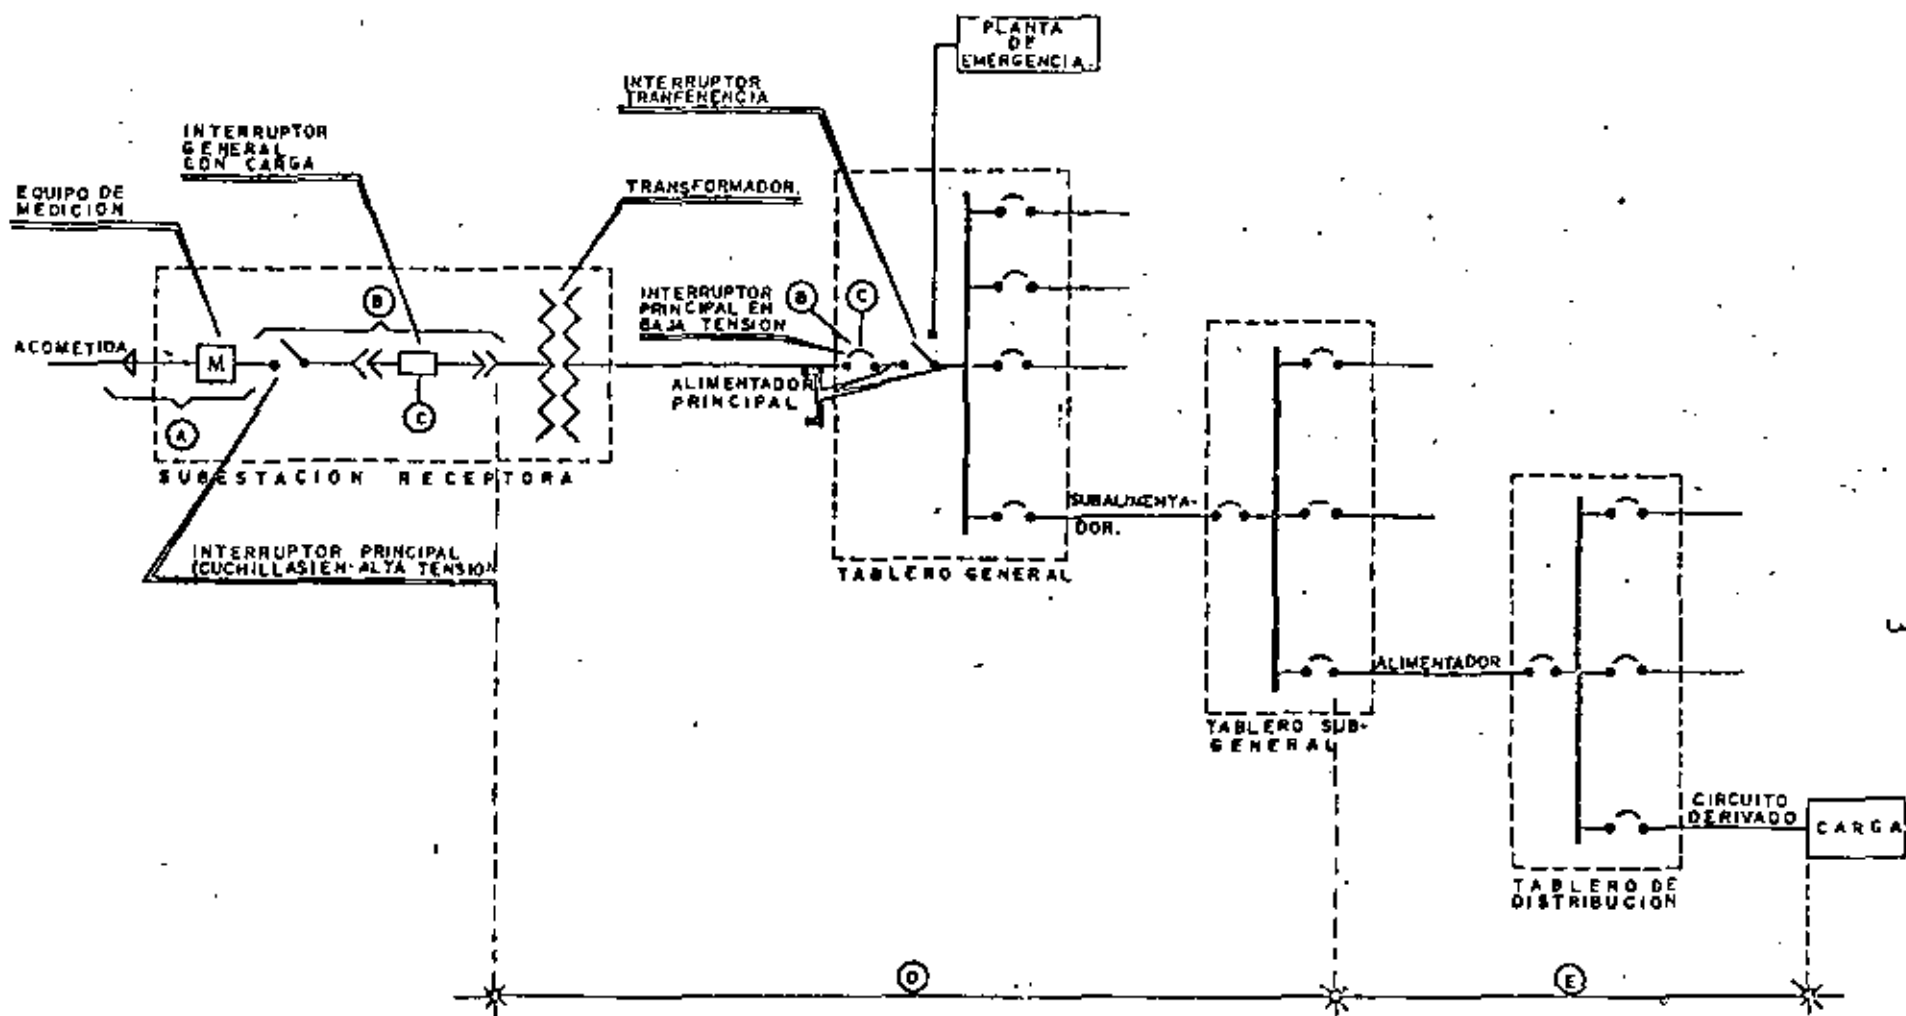 PLANTA
DE
EMERGENCIA.
INTERRUPTOR
TRANFENENCIA
INTERRUPTOR
GENERAL
CON CARGA
EQUIPO DE
MEDICION
TRANSFORMADOR.
B
INTERRUPTOR
PRINCIPAL EN
BAJA TENSION
B
C
ACOMETIDA
M
C
A
ALIMENTADOR
PRINCIPAL
SUBESTACION RECEPTORA
INTERRUPTOR PRINCIPAL
(CUCHILLAS)EN-ALTA TENSION
SUBALIMENTA-
DOR.
TABLERO GENERAL
3
ALIMENTADOR
TABLERO SUB-
GENERAL
CIRCUITO
DERIVADO
CARGA
TABLERO DE
DISTRIBUCION
D
E